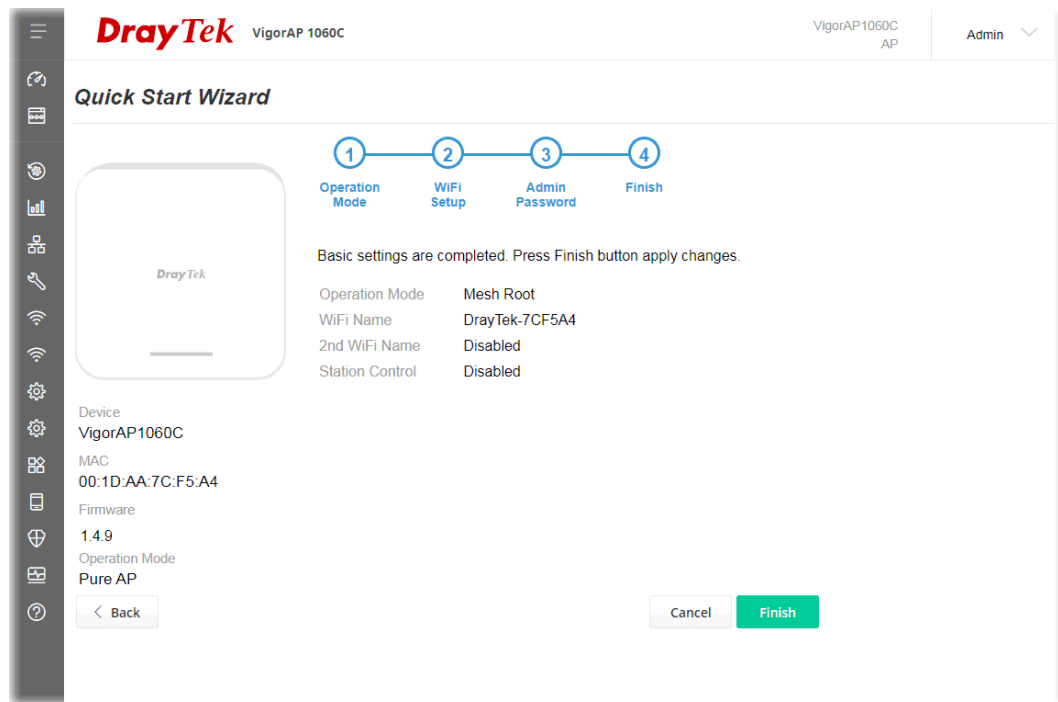 DrayTek VigorAP 1060C
VigorAP1060C
AP
Admin
Quick Start Wizard
1 2 3 4
Operation Mode
WiFi Setup
Admin Password
Finish
DrayTek
Basic settings are completed. Press Finish button apply changes.
Operation Mode Mesh Root
WiFi Name DrayTek-7CF5A4
2nd WiFi Name Disabled
Station Control Disabled
Device
VigorAP1060C
MAC
00:1D:AA:7C:F5:A4
Firmware
1.4.9
Operation Mode
Pure AP
< Back Cancel Finish